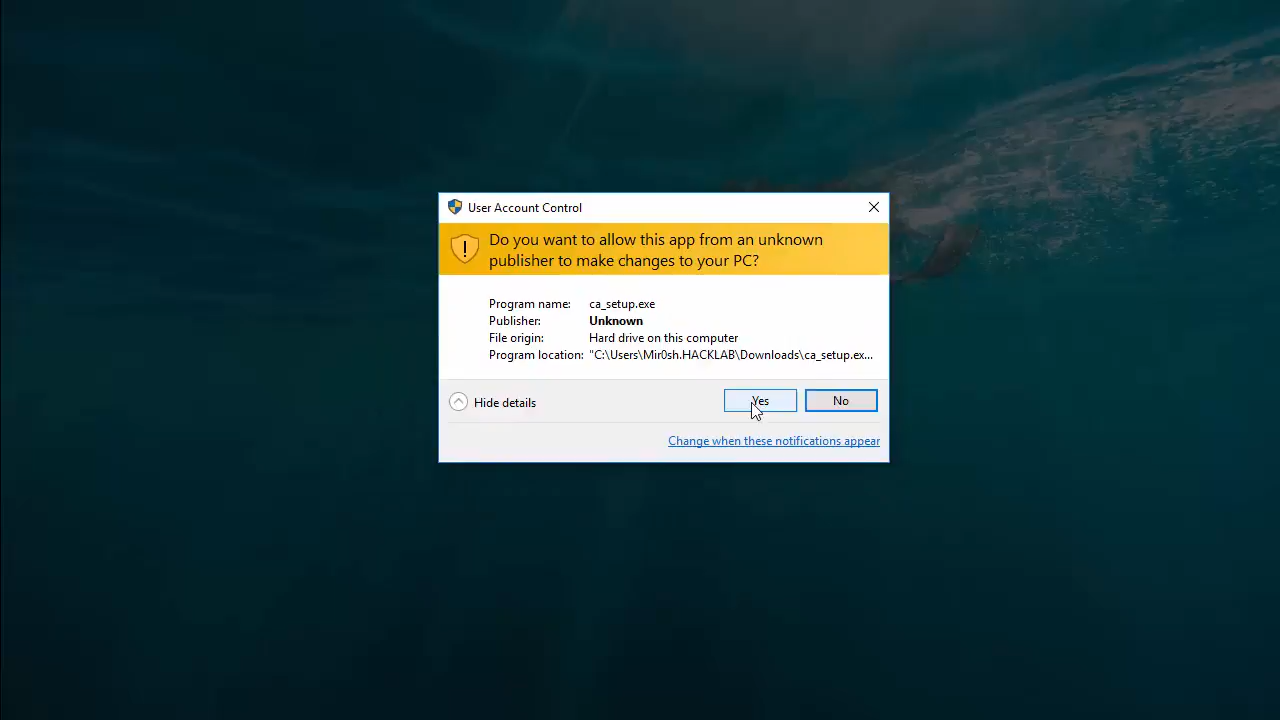 User Account Control
Do you want to allow this app from an unknown
publisher to make changes to your PC?
Program name: ca_setup.exe
Publisher: Unknown
File origin: Hard drive on this computer
Program location: "C:\Users\Mir0sh.HACKLAB\Downloads\ca_setup.ex...
Hide details
Yes
No
Change when these notifications appear